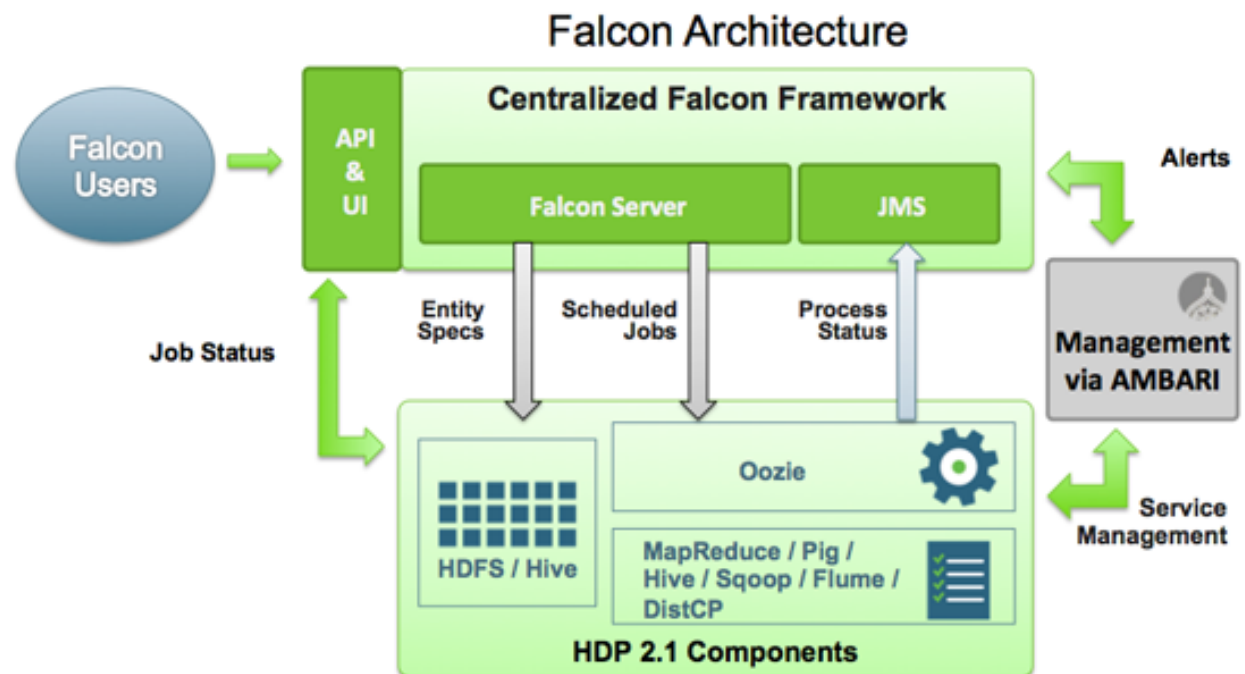 Falcon Architecture
Centralized Falcon Framework
Falcon
Users
API
&
UI
Falcon Server
JMS
Alerts
Entity
Specs
Scheduled
Jobs
Process
Status
Job Status
Management
via AMBARI
Oozie
HDFS / Hive
MapReduce / Pig /
Hive / Sqoop / Flume /
DistCP
Service
Management
HDP 2.1 Components